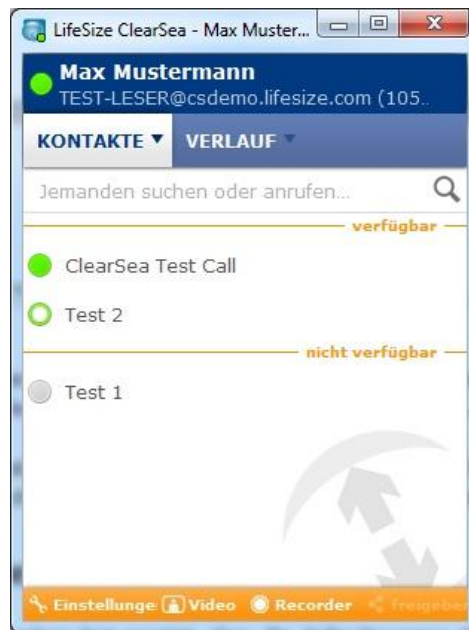 LifeSize ClearSea - Max Muster...
Max Mustermann
TEST-LESER@csdemo.lifesize.com (105..
KONTAKTE VERLAUF
Jemanden suchen oder anrufen...
verfügbar
ClearSea Test Call
Test 2
nicht verfügbar
Test 1
Einstellunge Video Recorder freigeben